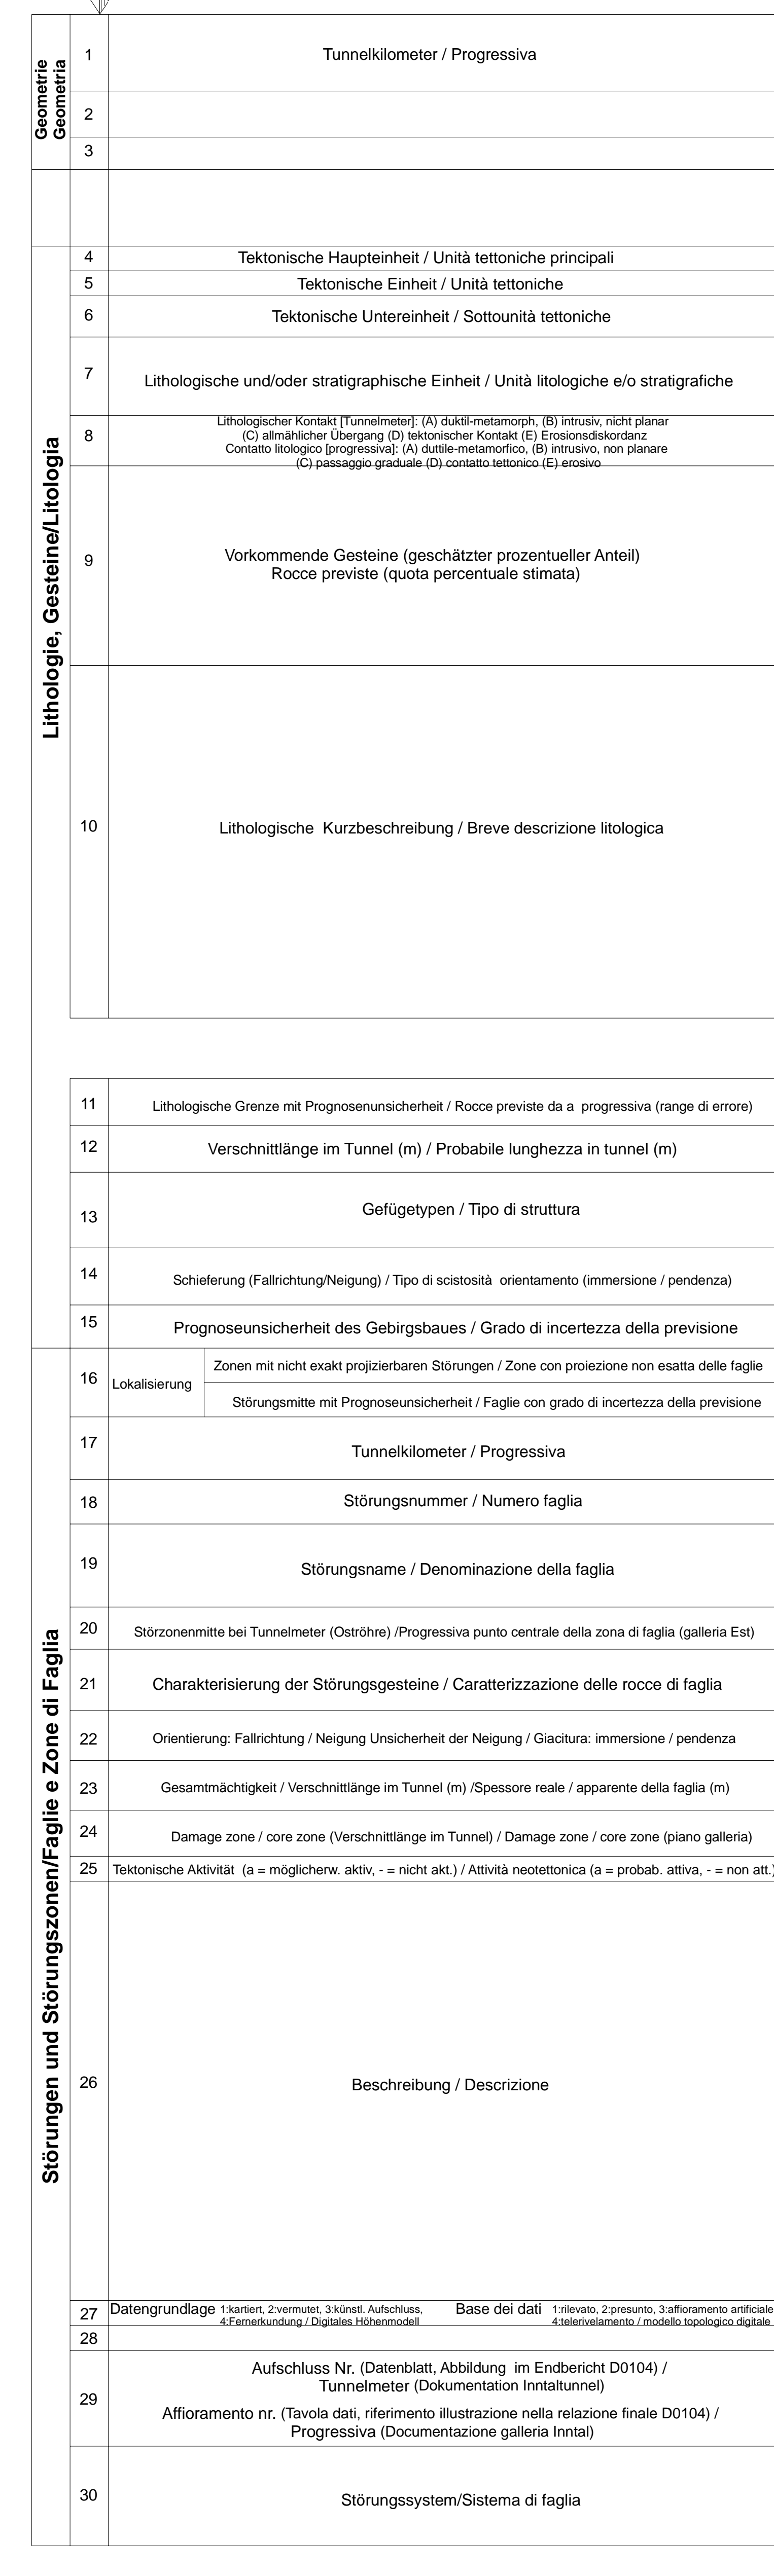 Geometrie
Geometria
1
Tunnelkilometer / Progressiva
2
3
Lithologie, Gesteine/Litologia
4
Tektonische Haupteinheit / Unità tettoniche principali
5
Tektonische Einheit / Unità tettoniche
6
Tektonische Untereinheit / Sottounità tettoniche
7
Lithologische und/oder stratigraphische Einheit / Unità litologiche e/o stratigrafiche
8
Lithologischer Kontakt [Tunnelmeter]: (A) duktil-metamorph, (B) intrusiv, nicht planar
(C) allmählicher Übergang (D) tektonischer Kontakt (E) Erosionsdiskordanz
Contatto litologico [progressiva]: (A) duttile-metamorfico, (B) intrusivo, non planare
(C) passaggio graduale (D) contatto tettonico (E) erosivo
9
Vorkommende Gesteine (geschätzter prozentueller Anteil)
Rocce previste (quota percentuale stimata)
10
Lithologische Kurzbeschreibung / Breve descrizione litologica
11
Lithologische Grenze mit Prognosenunsicherheit / Rocce previste da a progressiva (range di errore)
12
Verschnittlänge im Tunnel (m) / Probabile lunghezza in tunnel (m)
13
Gefügetypen / Tipo di struttura
14
Schieferung (Fallrichtung/Neigung) / Tipo di scistosità orientamento (immersione / pendenza)
15
Prognoseunsicherheit des Gebirgsbaues / Grado di incertezza della previsione
Störungen und Störungszonen/Faglie e Zone di Faglia
16
Lokalisierung
Zonen mit nicht exakt projizierbaren Störungen / Zone con proiezione non esatta delle faglie
Störungsmitte mit Prognoseunsicherheit / Faglie con grado di incertezza della previsione
17
Tunnelkilometer / Progressiva
18
Störungsnummer / Numero faglia
19
Störungsname / Denominazione della faglia
20
Störzonenmitte bei Tunnelmeter (Oströhre) /Progressiva punto centrale della zona di faglia (galleria Est)
21
Charakterisierung der Störungsgesteine / Caratterizzazione delle rocce di faglia
22
Orientierung: Fallrichtung / Neigung Unsicherheit der Neigung / Giacitura: immersione / pendenza
23
Gesamtmächtigkeit / Verschnittlänge im Tunnel (m) /Spessore reale / apparente della faglia (m)
24
Damage zone / core zone (Verschnittlänge im Tunnel) / Damage zone / core zone (piano galleria)
25
Tektonische Aktivität (a = möglicherw. aktiv, - = nicht akt.) / Attività neotettonica (a = probab. attiva, - = non att.)
26
Beschreibung / Descrizione
27
Datengrundlage 1:kartiert, 2:vermutet, 3:künstl. Aufschluss,
4:Fernerkundung / Digitales Höhenmodell
Base dei dati 1:rilevato, 2:presunto, 3:affioramento artificiale
4:telerivelamento / modello topologico digitale
28
29
Aufschluss Nr. (Datenblatt, Abbildung im Endbericht D0104) /
Tunnelmeter (Dokumentation Inntaltunnel)
Affioramento nr. (Tavola dati, riferimento illustrazione nella relazione finale D0104) /
Progressiva (Documentazione galleria Inntal)
30
Störungssystem/Sistema di faglia